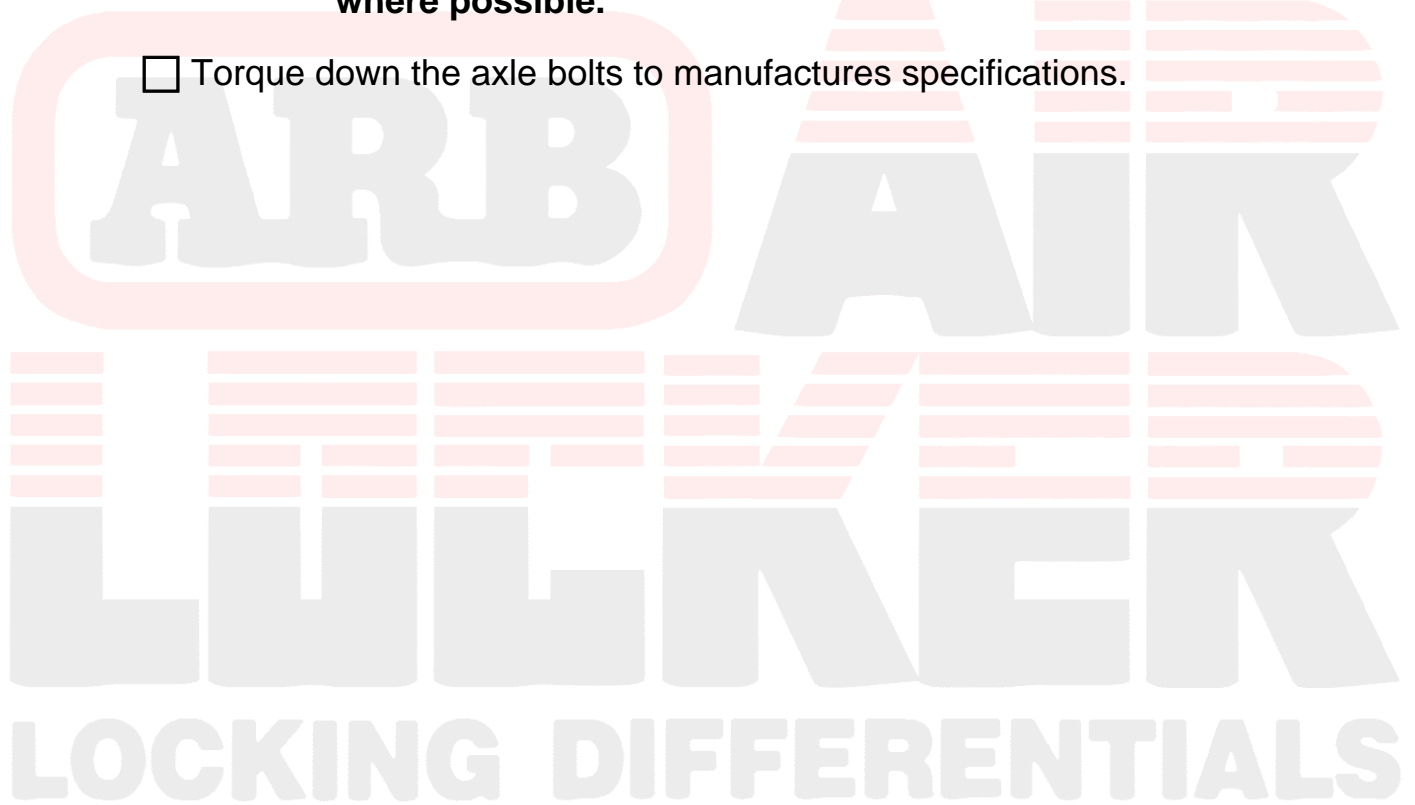 where possible.
Torque down the axle bolts to manufactures specifications.
ARB AIR
LOCKER
LOCKING DIFFERENTIALS